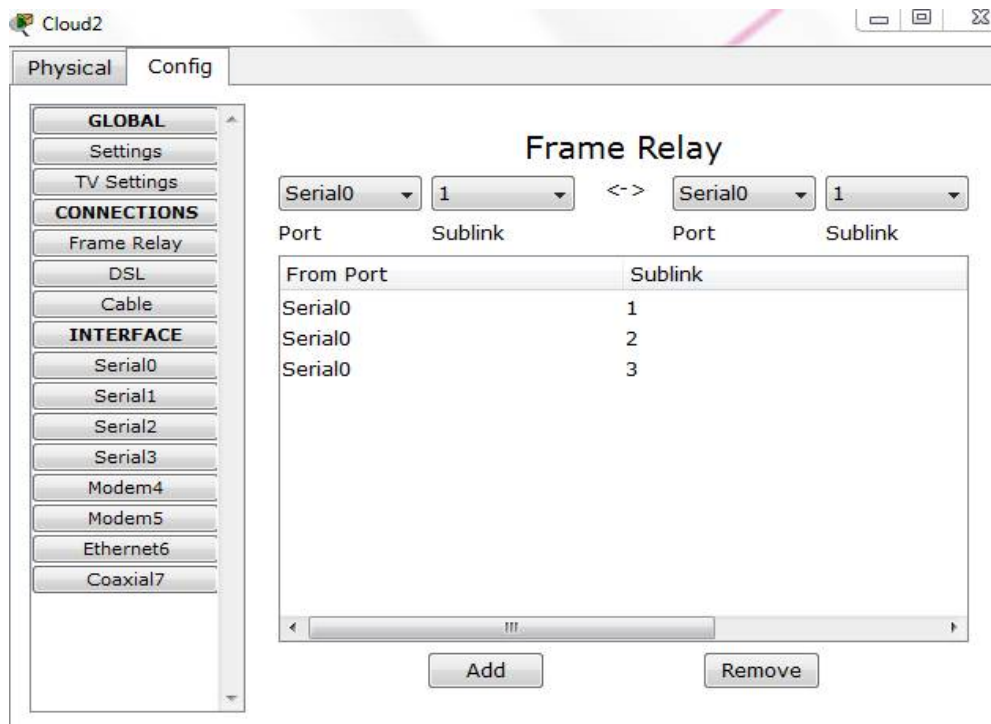 Cloud2
Physical Config
GLOBAL
Settings
TV Settings
CONNECTIONS
Frame Relay
DSL
Cable
INTERFACE
Serial0
Serial1
Serial2
Serial3
Modem4
Modem5
Ethernet6
Coaxial7
Frame Relay
Serial0 1 <-> Serial0 1
Port Sublink Port Sublink
From Port Sublink
Serial0 1
Serial0 2
Serial0 3
Add Remove